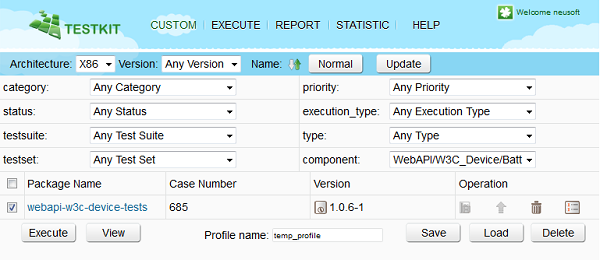 Welcome neusoft
TESTKIT CUSTOM EXECUTE REPORT STATISTIC HELP
Architecture: X86 Version: Any Version Name: Normal Update
category: Any Category priority: Any Priority
status: Any Status execution_type: Any Execution Type
testsuite: Any Test Suite type: Any Type
testset: Any Test Set component: WebAPI/W3C_Device/Batt
Package Name Case Number Version Operation
webapi-w3c-device-tests 685 1.0.6-1
Execute View Profile name: temp_profile Save Load Delete